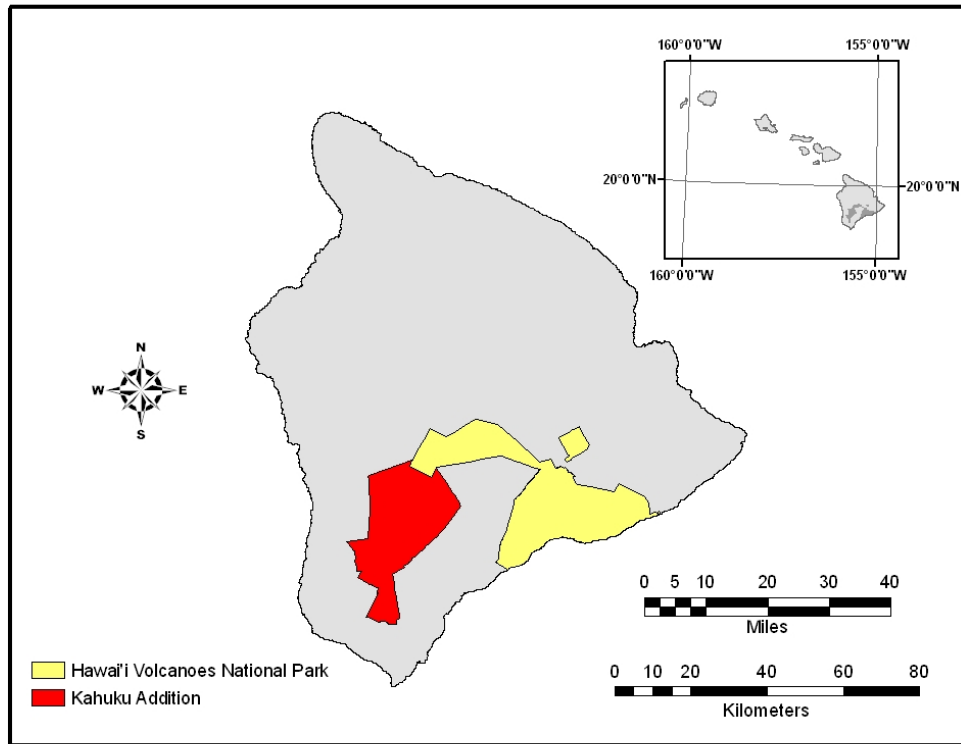 160°0'0"W 155°0'0"W
20°0'0"N 20°0'0"N
160°0'0"W 155°0'0"W
N
W E
S
0 5 10 20 30 40
Miles
Hawai'i Volcanoes National Park
Kahuku Addition
0 10 20 40 60 80
Kilometers